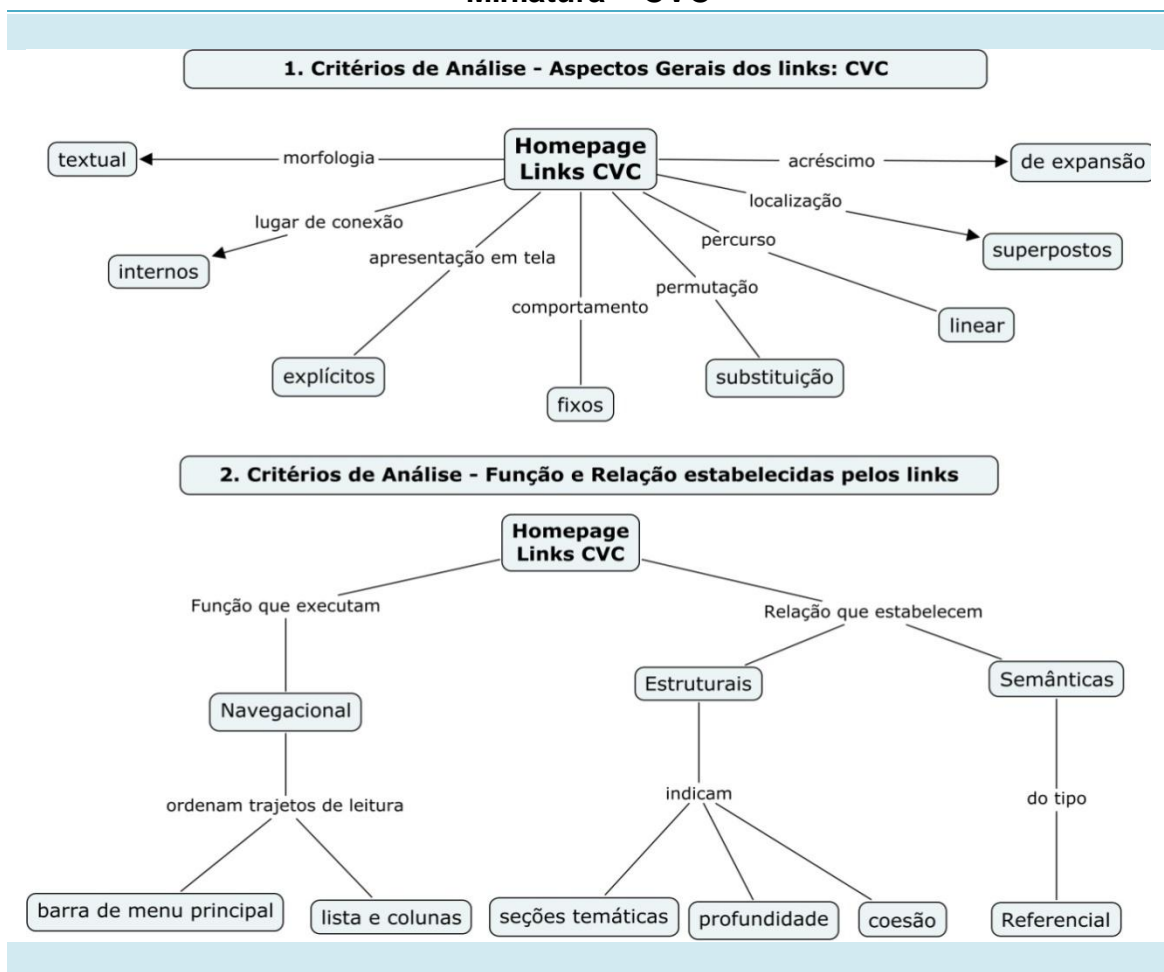 1. Critérios de Análise - Aspectos Gerais dos links: CVC
Homepage
Links CVC
textual
morfologia
acréscimo
de expansão
lugar de conexão
localização
internos
apresentação em tela
percurso
superpostos
comportamento
permutação
linear
explícitos
fixos
substituição
2. Critérios de Análise - Função e Relação estabelecidas pelos links
Homepage
Links CVC
Função que executam
Relação que estabelecem
Navegacional
Estruturais
Semânticas
ordenam trajetos de leitura
indicam
do tipo
barra de menu principal
lista e colunas
seções temáticas
profundidade
coesão
Referencial